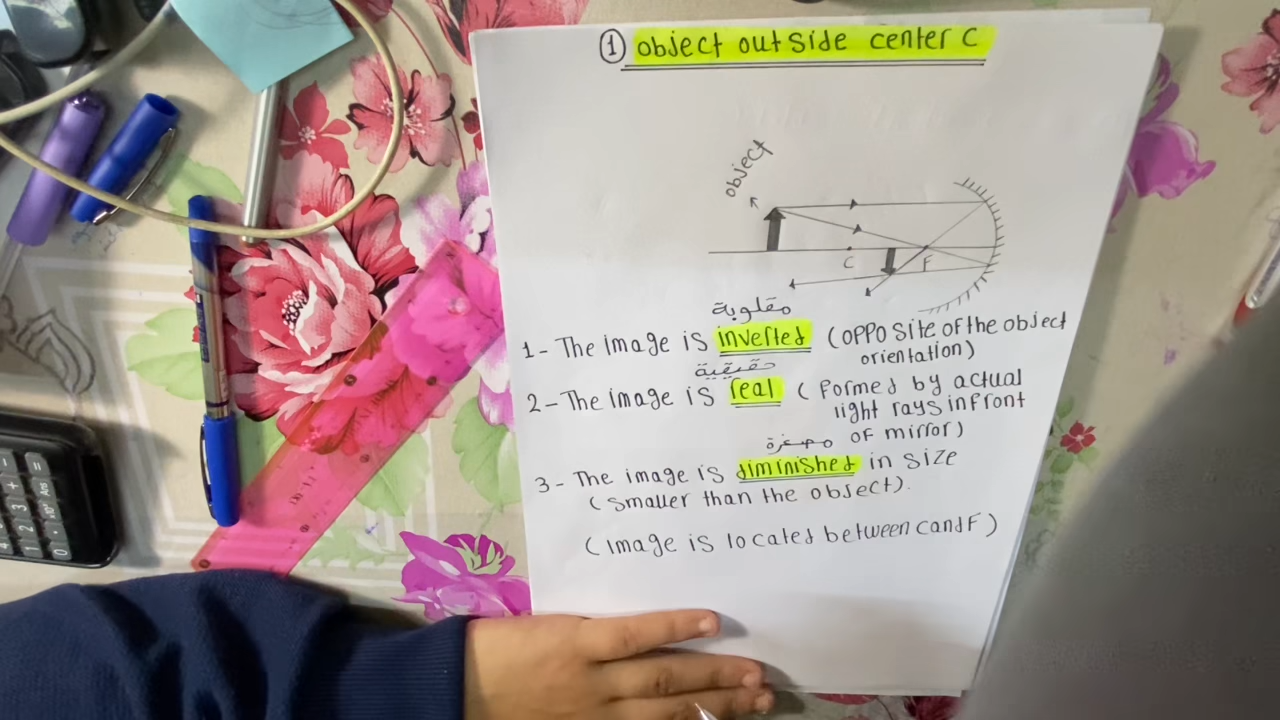 ① object outside center C
object
C
F
مقلوبة
1- The image is inverted (opposite of the object
orientation)
حقيقية
2- The image is real (formed by actual
light rays infront
of mirror)
مصغرة
3- The image is diminished in size
(smaller than the object).
(image is located between c and F)